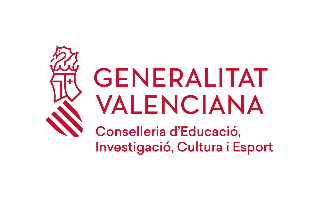 GENERALITAT
VALENCIANA
Conselleria d'Educació,
Investigació, Cultura i Esport